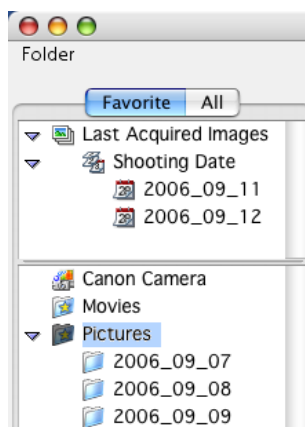 Folder
Favorite All
Last Acquired Images
Shooting Date
2006_09_11
2006_09_12
Canon Camera
Movies
Pictures
2006_09_07
2006_09_08
2006_09_09